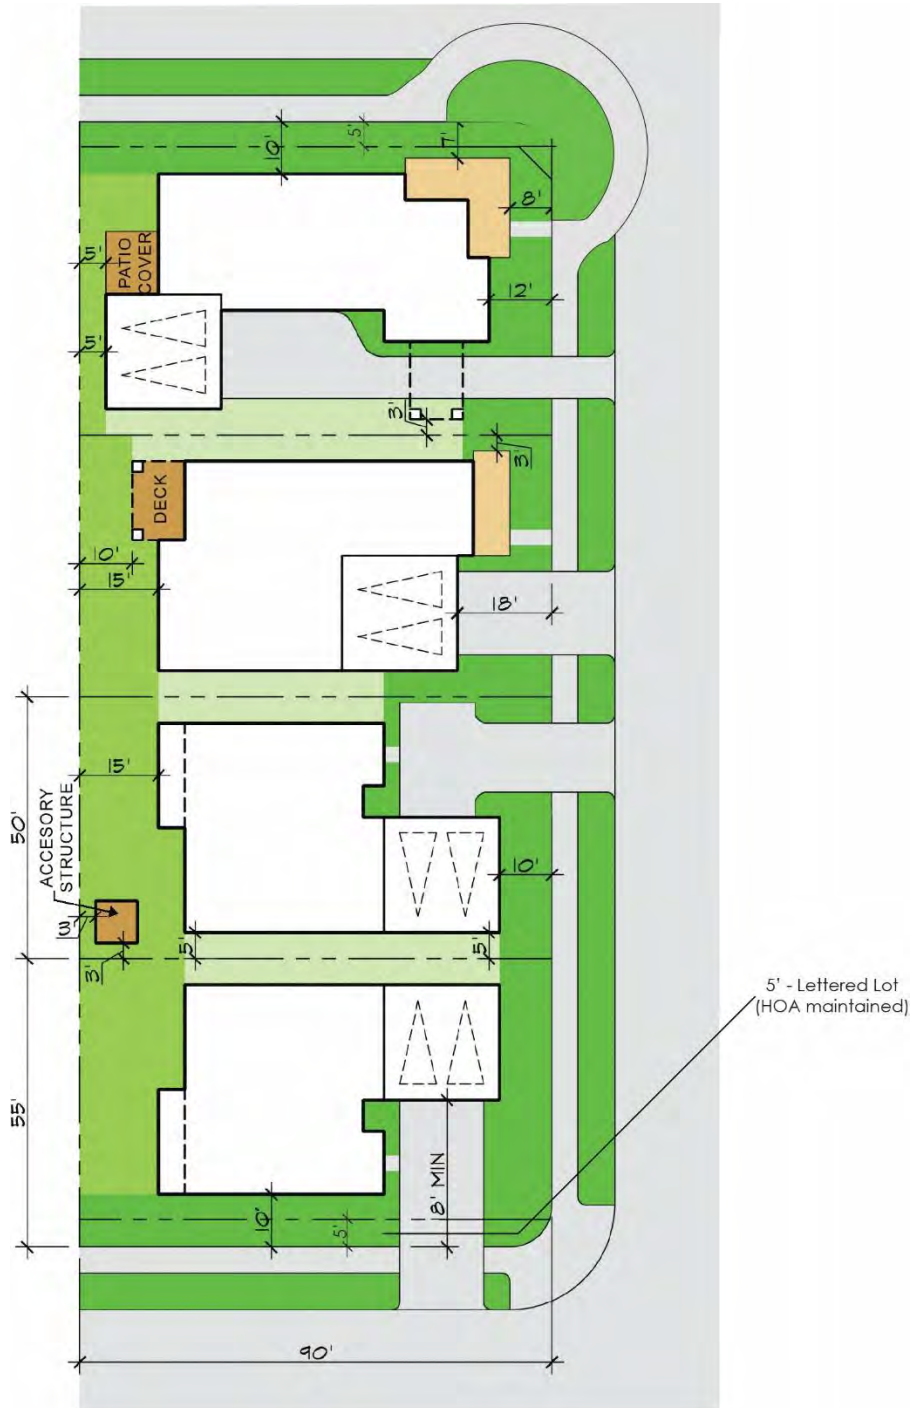 10'
5'
7'
8'
5'
PATIO
COVER
12'
5'
3'
3'
DECK
10'
15'
18'
15'
50'
ACCESORY
STRUCTURE
10'
3'
5'
5'
3'
5' - Lettered Lot
(HOA maintained)
55'
8' MIN
10'
5'
90'